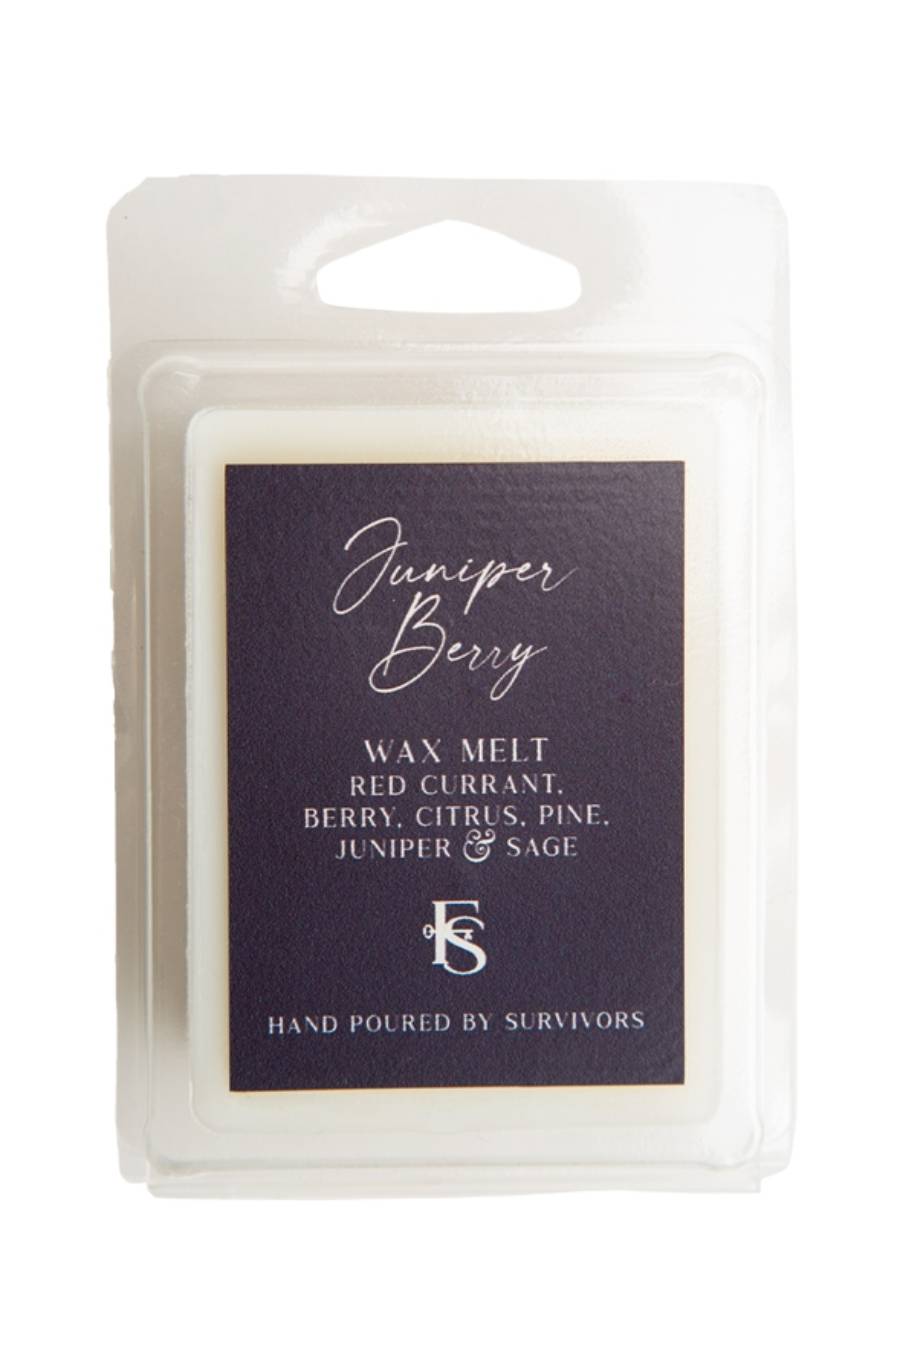 Juniper
Berry
WAX MELT
RED CURRANT,
BERRY, CITRUS, PINE,
JUNIPER & SAGE
FS
HAND POURED BY SURVIVORS